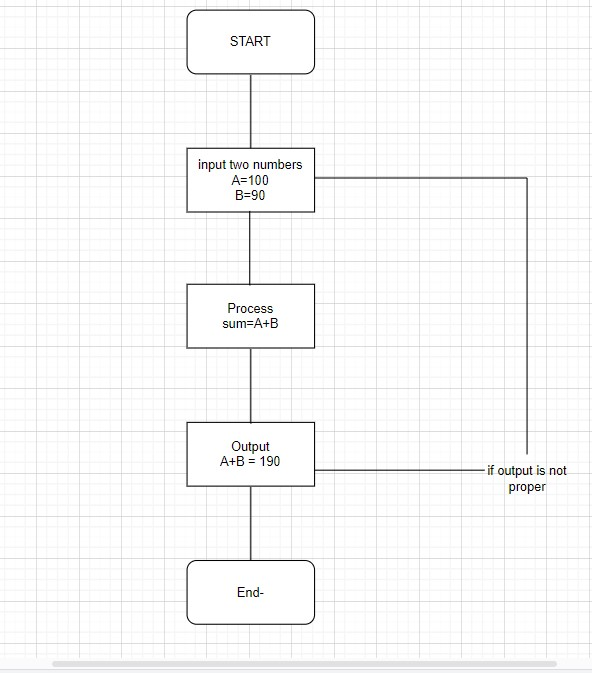 START
input two numbers
A=100
B=90
Process
sum=A+B
Output
A+B = 190
if output is not
proper
End-